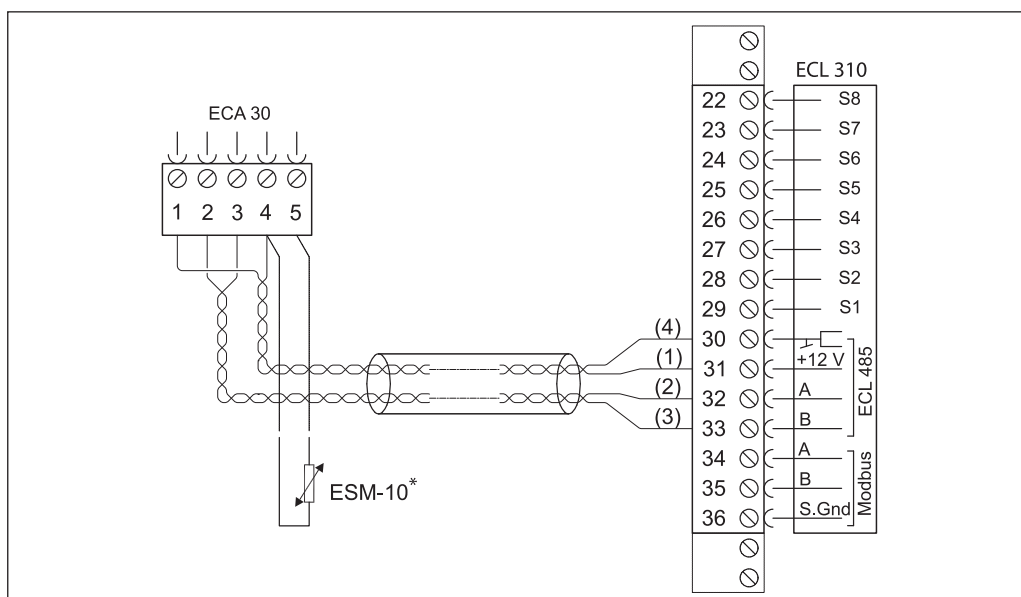 ECA 30
1 2 3 4 5
ESM-10*
(4)
(1)
(2)
(3)
ECL 310
22 S8
23 S7
24 S6
25 S5
26 S4
27 S3
28 S2
29 S1
30
31 +12 V
32 A
33 B
ECL 485
34 A
35 B
36 S.Gnd
Modbus